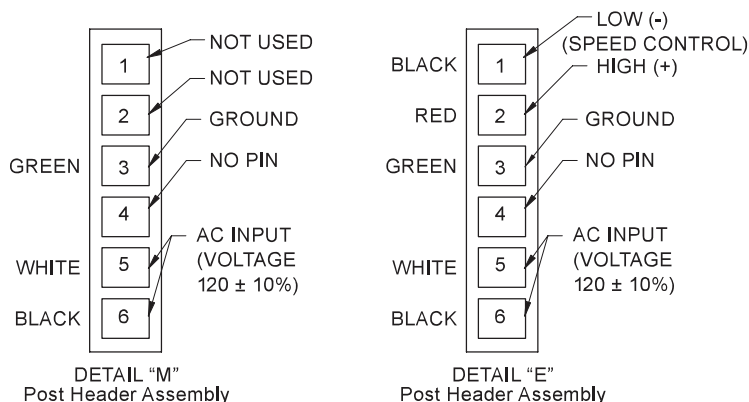 1
NOT USED
2
NOT USED
GREEN
3
GROUND
4
NO PIN
WHITE
5
AC INPUT
(VOLTAGE
120 ± 10%)
BLACK
6
DETAIL “M”
Post Header Assembly
BLACK
1
LOW (-)
(SPEED CONTROL)
RED
2
HIGH (+)
GREEN
3
GROUND
4
NO PIN
WHITE
5
AC INPUT
(VOLTAGE
120 ± 10%)
BLACK
6
DETAIL “E”
Post Header Assembly